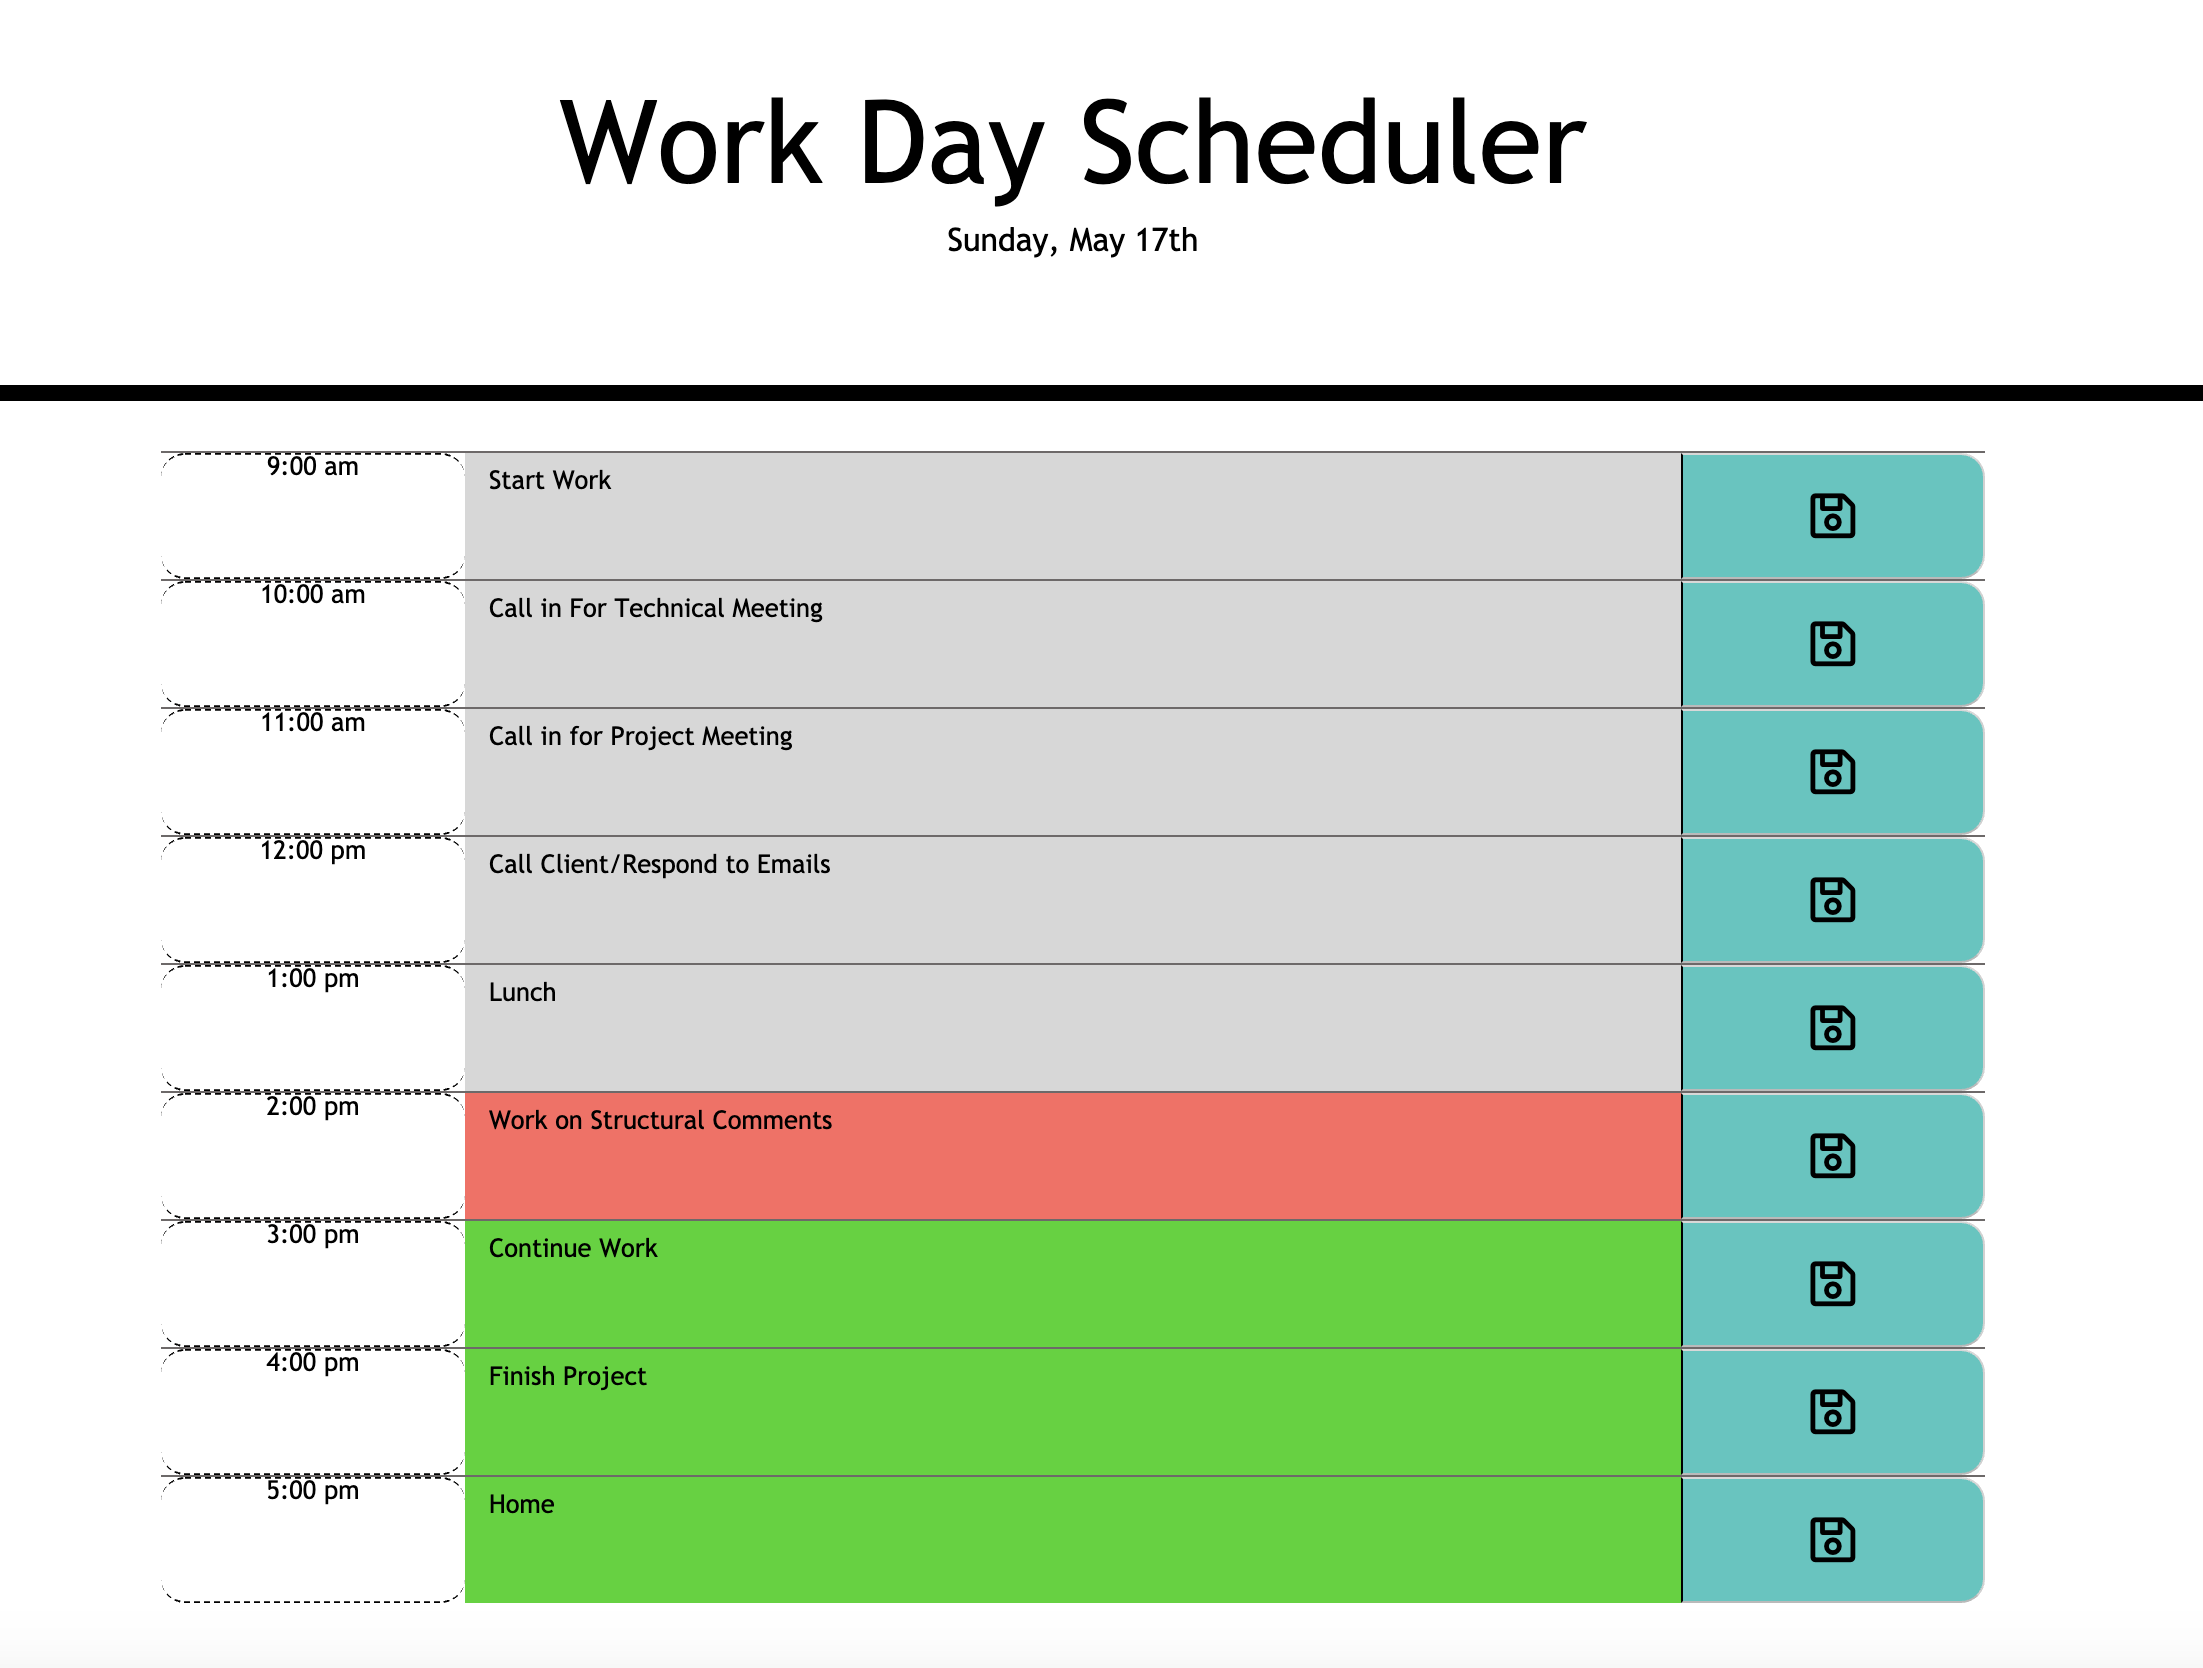 Work Day Scheduler
Sunday, May 17th
9:00 am
Start Work
10:00 am
Call in For Technical Meeting
11:00 am
Call in for Project Meeting
12:00 pm
Call Client/Respond to Emails
1:00 pm
Lunch
2:00 pm
Work on Structural Comments
3:00 pm
Continue Work
4:00 pm
Finish Project
5:00 pm
Home